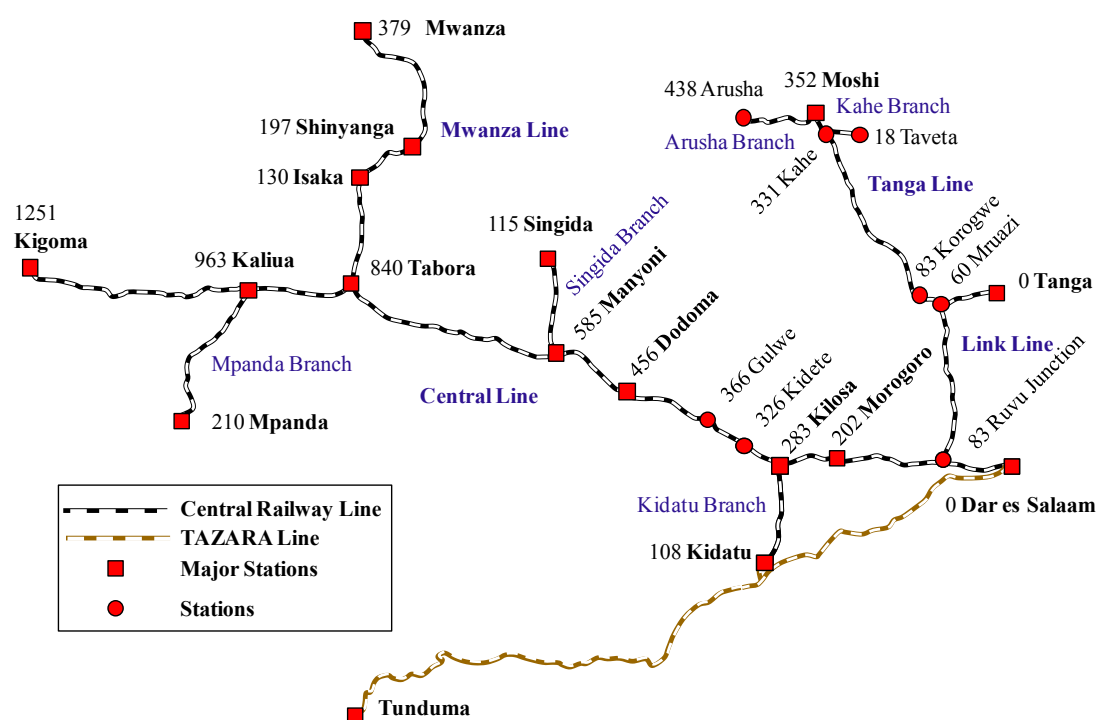 379 Mwanza
352 Moshi
438 Arusha
Kahe Branch
197 Shinyanga
Mwanza Line
Arusha Branch
18 Taveta
331 Kahe
Tanga Line
130 Isaka
1251
Kigoma
115 Singida
Singida Branch
83 Korogwe
60 Mruazi
963 Kaliua
840 Tabora
0 Tanga
585 Manyoni
456 Dodoma
Link Line
Mpanda Branch
Central Line
366 Gulwe
326 Kidete
283 Kilosa
202 Morogoro
83 Ruvu Junction
210 Mpanda
Kidatu Branch
0 Dar es Salaam
108 Kidatu
Central Railway Line
TAZARA Line
Major Stations
Stations
Tunduma